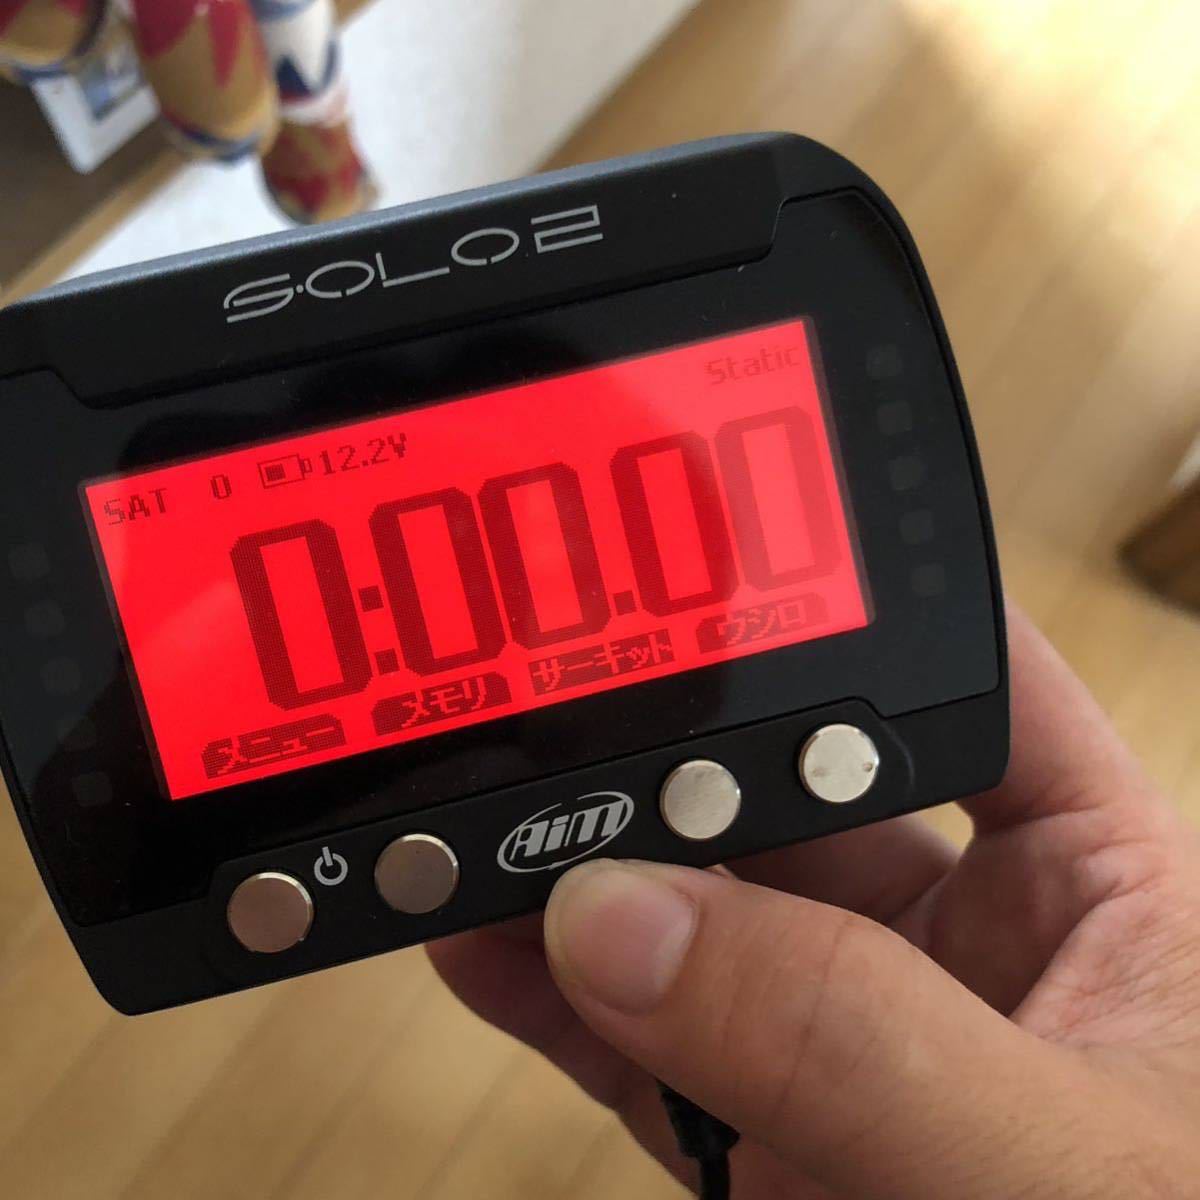 SOLO2
Static
SAT 0 12.2V
0:00.00
メニュー メモリ サーキット ウシロ
AiM